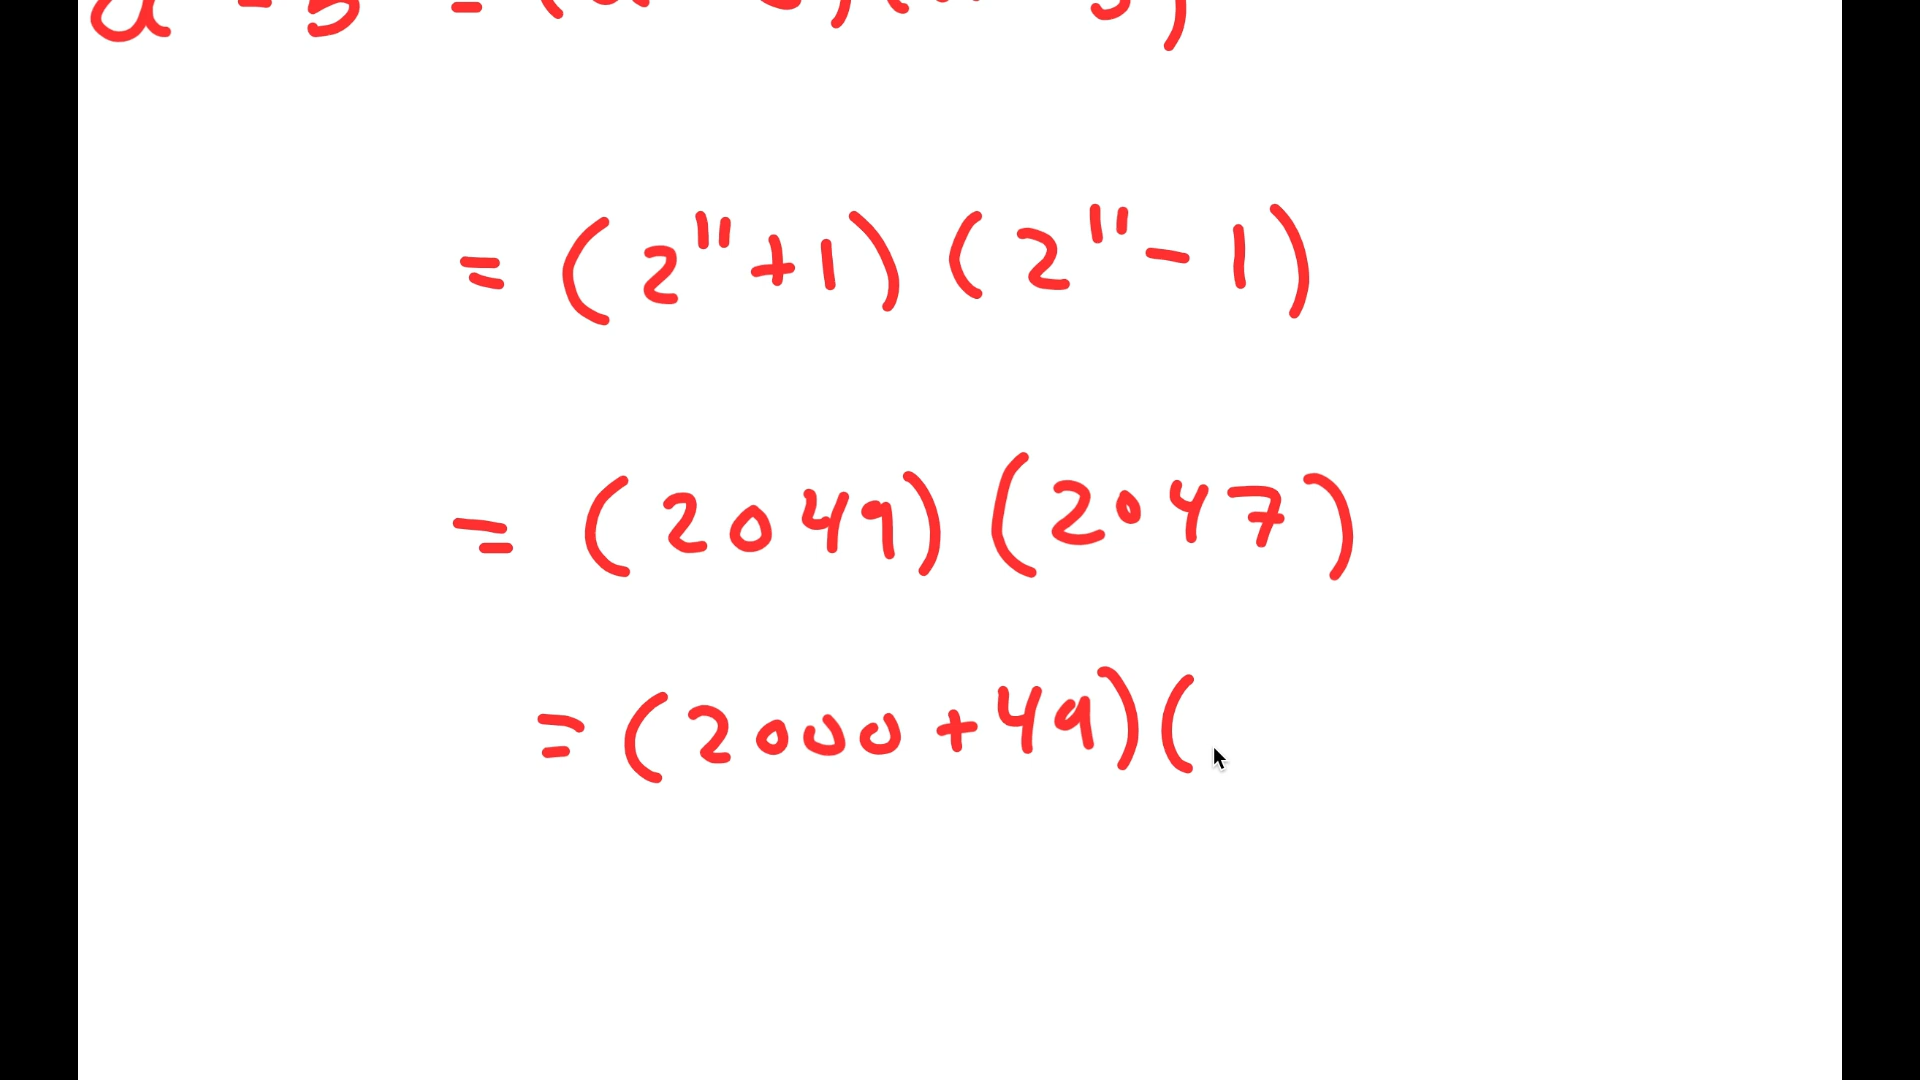 = (2¹¹+1) (2¹¹-1)
= (2049) (2047)
= (2000+49) (